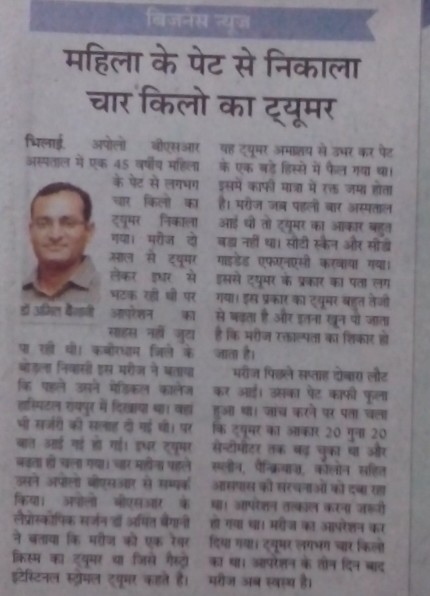 बिजनेस न्यूज
महिला के पेट से निकाला
चार किलो का ट्यूमर
भिलाई. अपोलो बीएसआर
अस्पताल में एक 45 वर्षीय महिला
के पेट से लगभग
चार किलो का
ट्यूमर निकाला
गया। मरीज दो
साल से ट्यूमर
लेकर इधर से
भटक रही थी पर
आपरेशन का
साहस नहीं जुटा
डॉ अमित बैंगानी
पा रही थी। कबीरधाम जिले के
बोड़ला निवासी इस मरीज ने बताया
कि पहले उसने मेडिकल कालेज
हास्पिटल रायपुर में दिखाया था। वहां
भी सर्जरी की सलाह दी गई थी। पर
बात आई गई हो गई। इधर ट्यूमर
बढ़ता ही चला गया। चार महीना पहले
उसने अपोलो बीएसआर से सम्पर्क
किया। अपोलो बीएसआर के
लैप्रोस्कोपिक सर्जन डॉ अमित बैंगानी
ने बताया कि मरीज को एक रेयर
किस्म का ट्यूमर था जिसे गैस्ट्रो
इंटेस्टिनल स्ट्रोमल ट्यूमर कहते हैं।
यह ट्यूमर अमाशय से उभर कर पेट
के एक बड़े हिस्से में फैल गया था।
इसमें काफी मात्रा में रक्त जमा होता
है। मरीज जब पहली बार अस्पताल
आई थी तो ट्यूमर का आकार बहुत
बड़ा नहीं था। सीटी स्कैन और सीटी
गाइडेड एफएनएसी करवाया गया।
इससे ट्यूमर के प्रकार का पता लग
गया। इस प्रकार का ट्यूमर बहुत तेजी
से बढ़ता है और इतना खून पी जाता
है कि मरीज रक्ताल्पता का शिकार हो
जाता है।
मरीज पिछले सप्ताह दोबारा लौट
कर आई। उसका पेट काफी फूला
हुआ था। जांच करने पर पता चला
कि ट्यूमर का आकार 20 गुना 20
सेन्टीमीटर तक बढ़ चुका था और
स्प्लीन, पैन्क्रियाज, कोलोन सहित
आसपास की संरचनाओं को दबा रहा
था। आपरेशन तत्काल करना जरूरी
हो गया था। मरीज का आपरेशन कर
दिया गया। ट्यूमर लगभग चार किलो
का था। आपरेशन के तीन दिन बाद
मरीज अब स्वस्थ है।